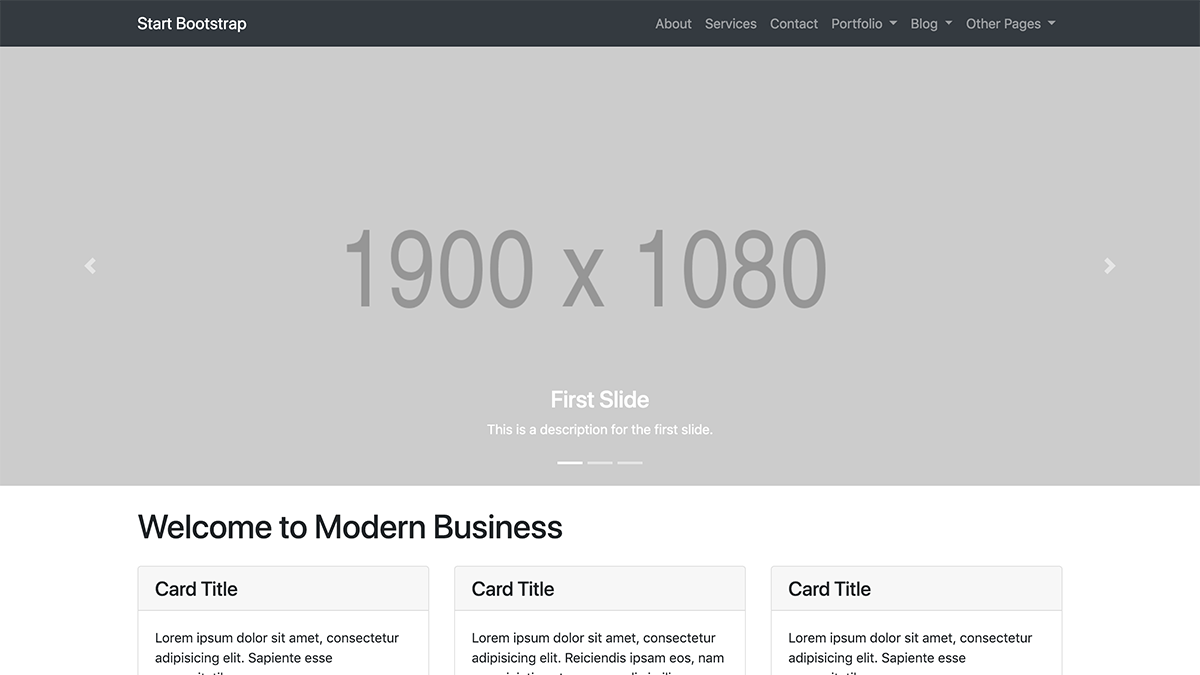 Start Bootstrap About Services Contact Portfolio Blog Other Pages
1900 x 1080
First Slide
This is a description for the first slide.
Welcome to Modern Business
Card Title
Lorem ipsum dolor sit amet, consectetur
adipisicing elit. Sapiente esse
Card Title
Lorem ipsum dolor sit amet, consectetur
adipisicing elit. Reiciendis ipsam eos, nam
Card Title
Lorem ipsum dolor sit amet, consectetur
adipisicing elit. Sapiente esse